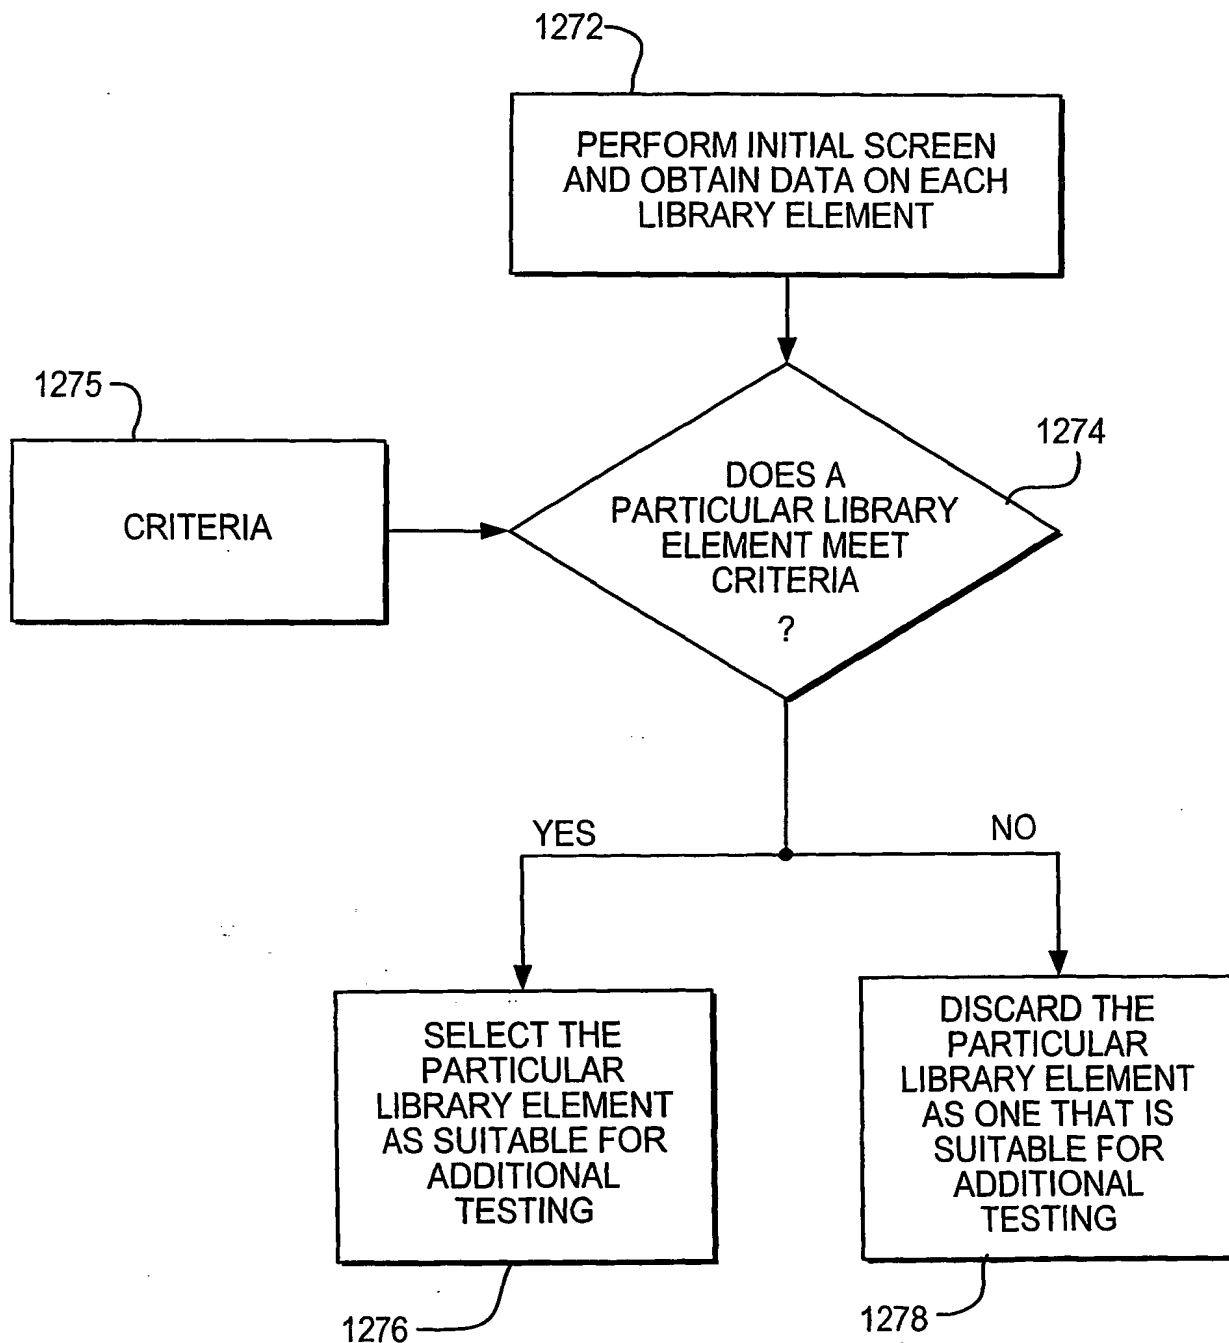 1272
PERFORM INITIAL SCREEN
AND OBTAIN DATA ON EACH
LIBRARY ELEMENT
1275
CRITERIA
1274
DOES A
PARTICULAR LIBRARY
ELEMENT MEET
CRITERIA
?
YES
NO
SELECT THE
PARTICULAR
LIBRARY ELEMENT
AS SUITABLE FOR
ADDITIONAL
TESTING
1276
DISCARD THE
PARTICULAR
LIBRARY ELEMENT
AS ONE THAT IS
SUITABLE FOR
ADDITIONAL
TESTING
1278